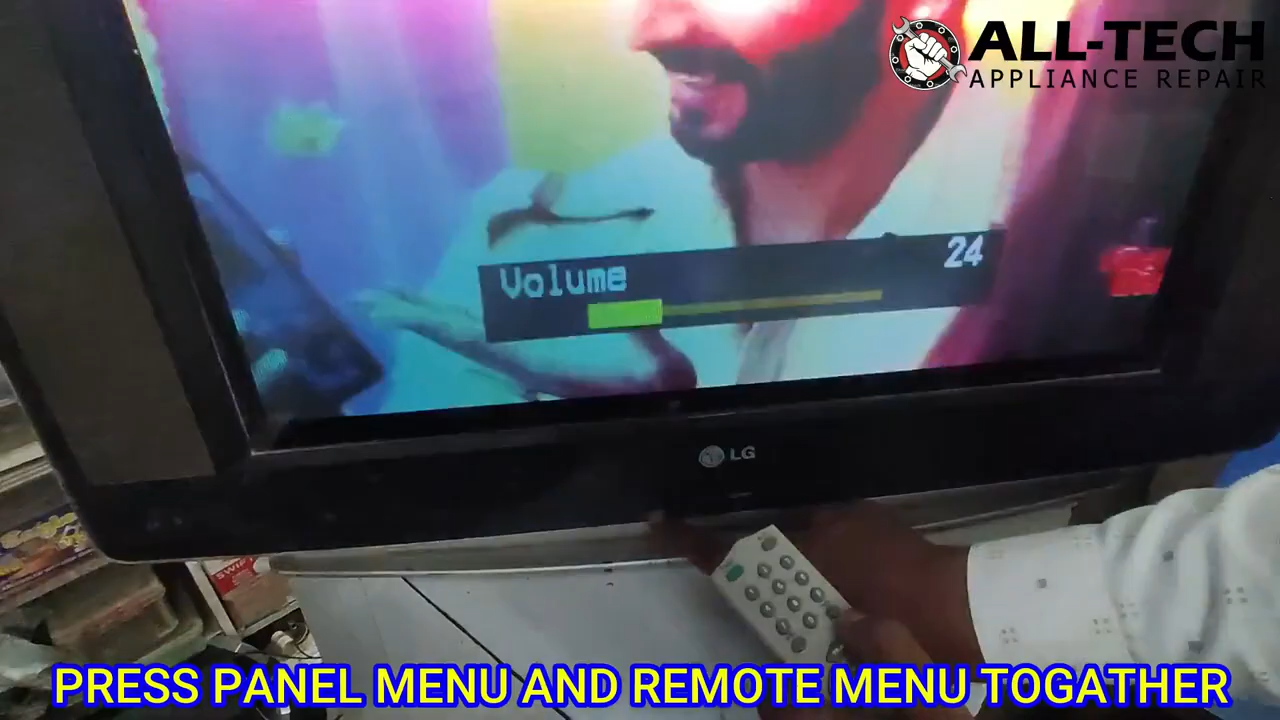 ALL-TECH
APPLIANCE REPAIR
Volume 24
LG
PRESS PANEL MENU AND REMOTE MENU TOGATHER